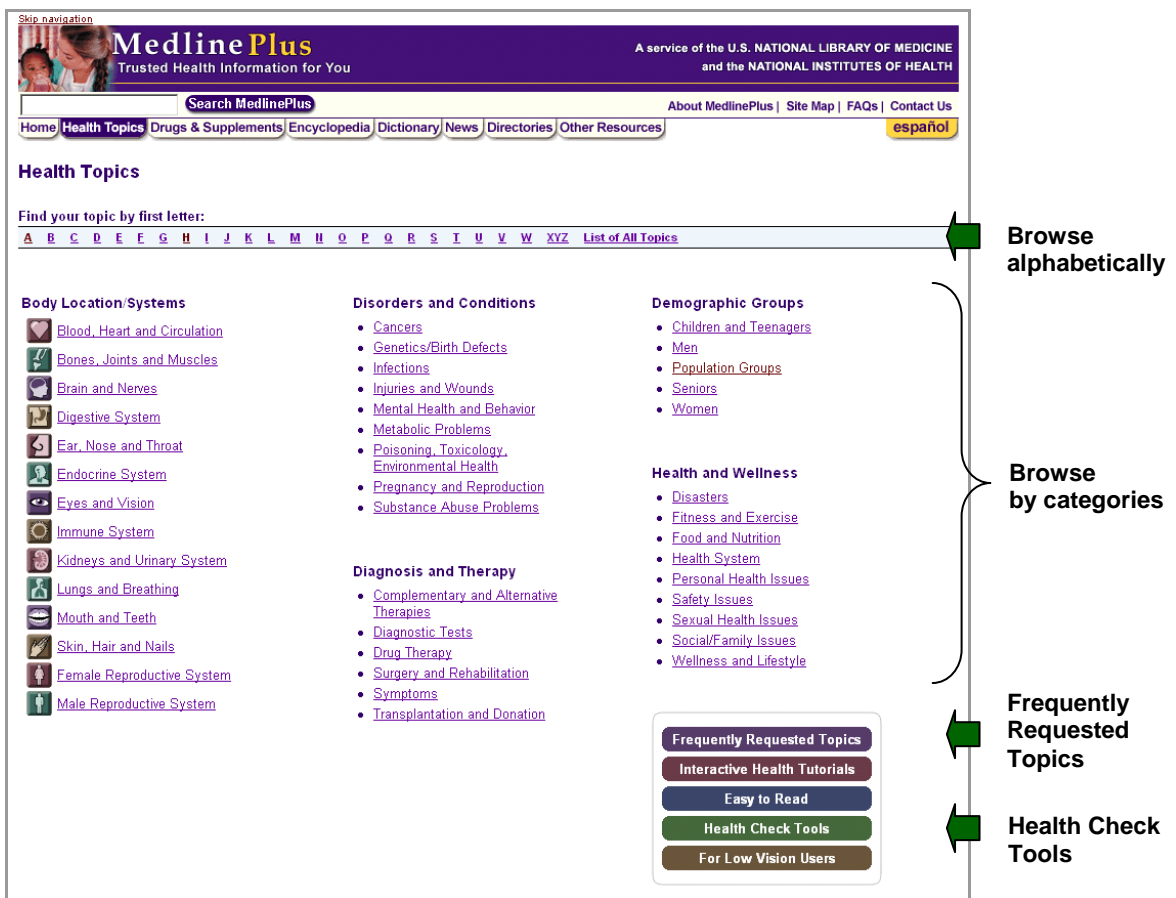 Skip navigation
Medline Plus
Trusted Health Information for You
A service of the U.S. NATIONAL LIBRARY OF MEDICINE
and the NATIONAL INSTITUTES OF HEALTH
Search MedlinePlus
About MedlinePlus | Site Map | FAQs | Contact Us
Home Health Topics Drugs & Supplements Encyclopedia Dictionary News Directories Other Resources español
Health Topics
Find your topic by first letter:
A B C D E F G H I J K L M N O P Q R S T U V W XYZ List of All Topics
Browse
alphabetically
Body Location/Systems
Blood, Heart and Circulation
Bones, Joints and Muscles
Brain and Nerves
Digestive System
Ear, Nose and Throat
Endocrine System
Eyes and Vision
Immune System
Kidneys and Urinary System
Lungs and Breathing
Mouth and Teeth
Skin, Hair and Nails
Female Reproductive System
Male Reproductive System
Disorders and Conditions
• Cancers
• Genetics/Birth Defects
• Infections
• Injuries and Wounds
• Mental Health and Behavior
• Metabolic Problems
• Poisoning, Toxicology,
Environmental Health
• Pregnancy and Reproduction
• Substance Abuse Problems
Diagnosis and Therapy
• Complementary and Alternative
Therapies
• Diagnostic Tests
• Drug Therapy
• Surgery and Rehabilitation
• Symptoms
• Transplantation and Donation
Demographic Groups
• Children and Teenagers
• Men
• Population Groups
• Seniors
• Women
Health and Wellness
• Disasters
• Fitness and Exercise
• Food and Nutrition
• Health System
• Personal Health Issues
• Safety Issues
• Sexual Health Issues
• Social/Family Issues
• Wellness and Lifestyle
Browse
by categories
Frequently Requested Topics
Interactive Health Tutorials
Easy to Read
Health Check Tools
For Low Vision Users
Frequently
Requested
Topics
Health Check
Tools